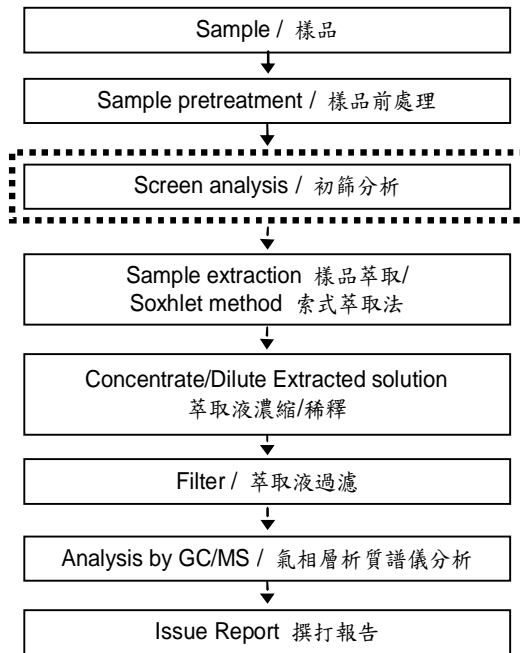 Sample / 樣品
Sample pretreatment / 樣品前處理
Screen analysis / 初篩分析
Sample extraction 樣品萃取/
Soxhlet method 索式萃取法
Concentrate/Dilute Extracted solution
萃取液濃縮/稀釋
Filter / 萃取液過濾
Analysis by GC/MS / 氣相層析質譜儀分析
Issue Report 撰打報告